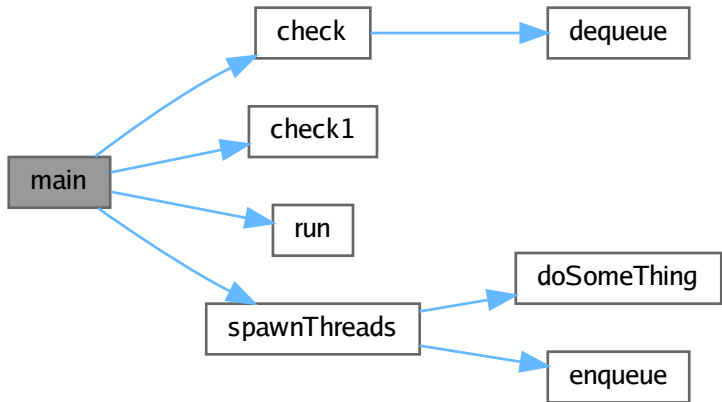 check
dequeue
check1
main
run
doSomeThing
spawnThreads
enqueue